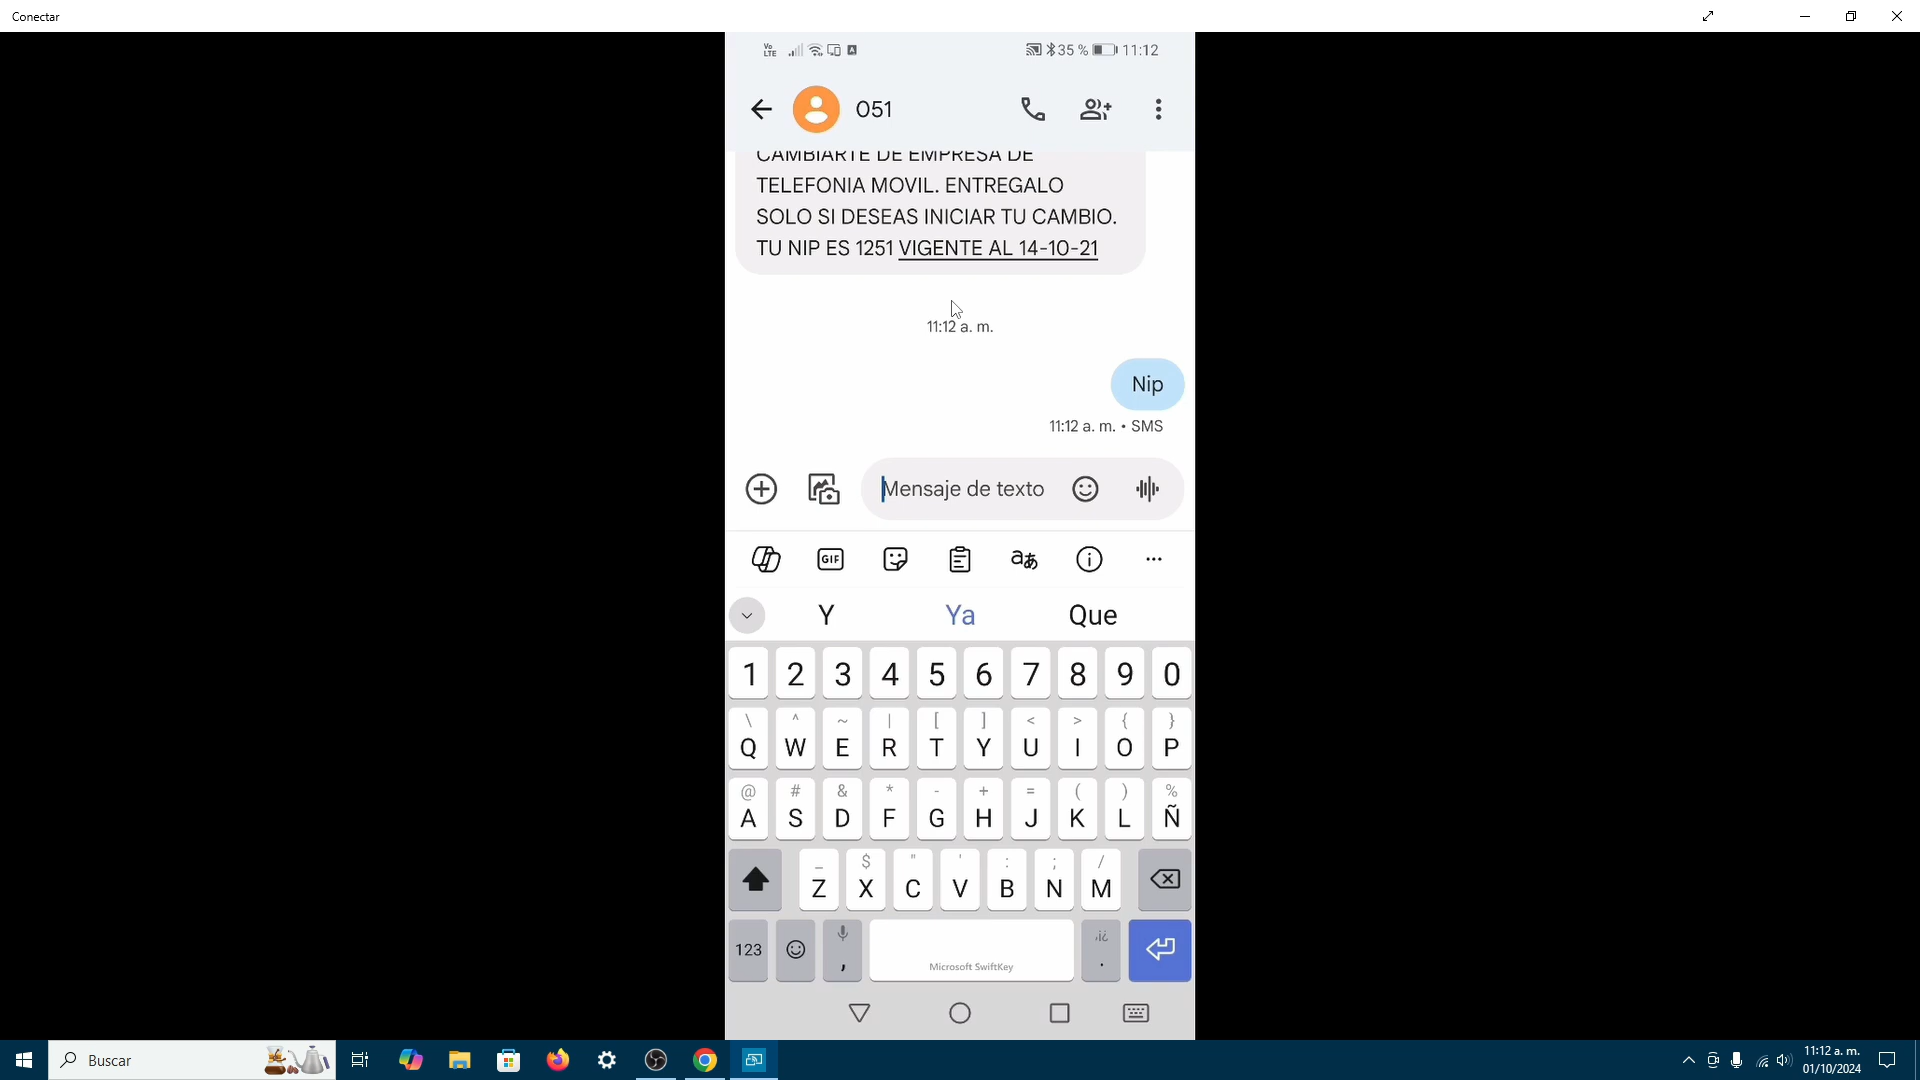 Conectar
Vo
LTE
A
35 %
11:12
051
CAMBIARTE DE EMPRESA DE
TELEFONIA MOVIL. ENTREGALO
SOLO SI DESEAS INICIAR TU CAMBIO.
TU NIP ES 1251 VIGENTE AL 14-10-21
11:12 a. m.
Nip
11:12 a. m. • SMS
Mensaje de texto
GIF
aあ
Y Ya Que
1 2 3 4 5 6 7 8 9 0
\ ^ ~ | [ ] < > { }
Q W E R T Y U I O P
@ # & * - + = ( ) %
A S D F G H J K L Ñ
_ $ " ' : ; /
Z X C V B N M
,¡¿
123 , .
Microsoft SwiftKey
Buscar
11:12 a. m.
01/10/2024